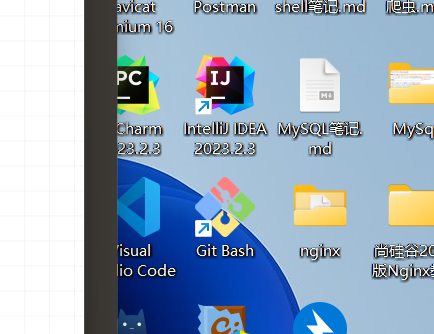 avicat
mium 16
Postman
shell笔记.md
爬虫.m
PC
Charm
23.2.3
IJ
IntelliJ IDEA
2023.2.3
MySQL笔记.
md
MySq
Visual
dio Code
Git Bash
nginx
尚硅谷20
版Nginx教